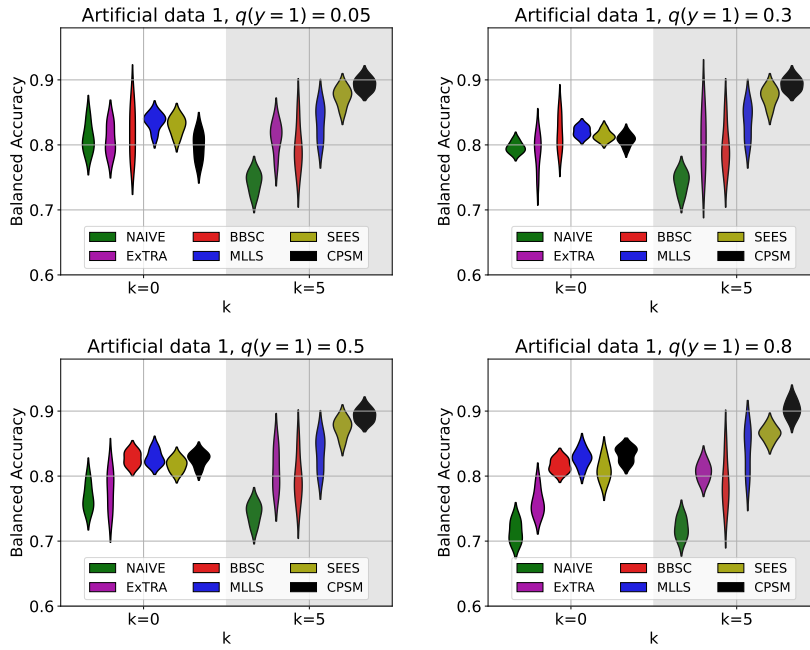 Artificial data 1, q(y = 1) = 0.05
Balanced Accuracy
0.9
0.8
0.7
0.6
NAIVE
BBSC
SEES
ExTRA
MLLS
CPSM
k=0
k=5
k
Artificial data 1, q(y = 1) = 0.3
Balanced Accuracy
0.9
0.8
0.7
0.6
NAIVE
BBSC
SEES
ExTRA
MLLS
CPSM
k=0
k=5
k
Artificial data 1, q(y = 1) = 0.5
Balanced Accuracy
0.9
0.8
0.7
0.6
NAIVE
BBSC
SEES
ExTRA
MLLS
CPSM
k=0
k=5
k
Artificial data 1, q(y = 1) = 0.8
Balanced Accuracy
0.9
0.8
0.7
0.6
NAIVE
BBSC
SEES
ExTRA
MLLS
CPSM
k=0
k=5
k